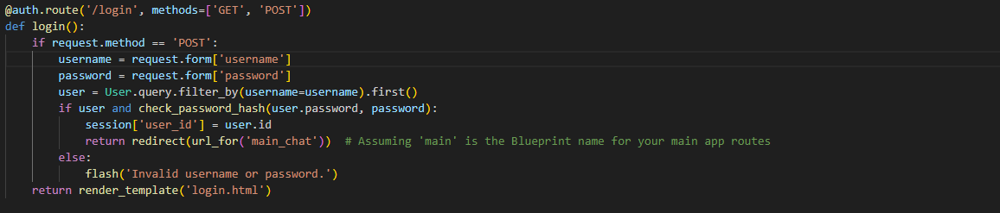 @auth.route('/login', methods=['GET', 'POST'])
def login():
    if request.method == 'POST':
        username = request.form['username']
        password = request.form['password']
        user = User.query.filter_by(username=username).first()
        if user and check_password_hash(user.password, password):
            session['user_id'] = user.id
            return redirect(url_for('main_chat'))  # Assuming 'main' is the Blueprint name for your main app routes
        else:
            flash('Invalid username or password.')
    return render_template('login.html')